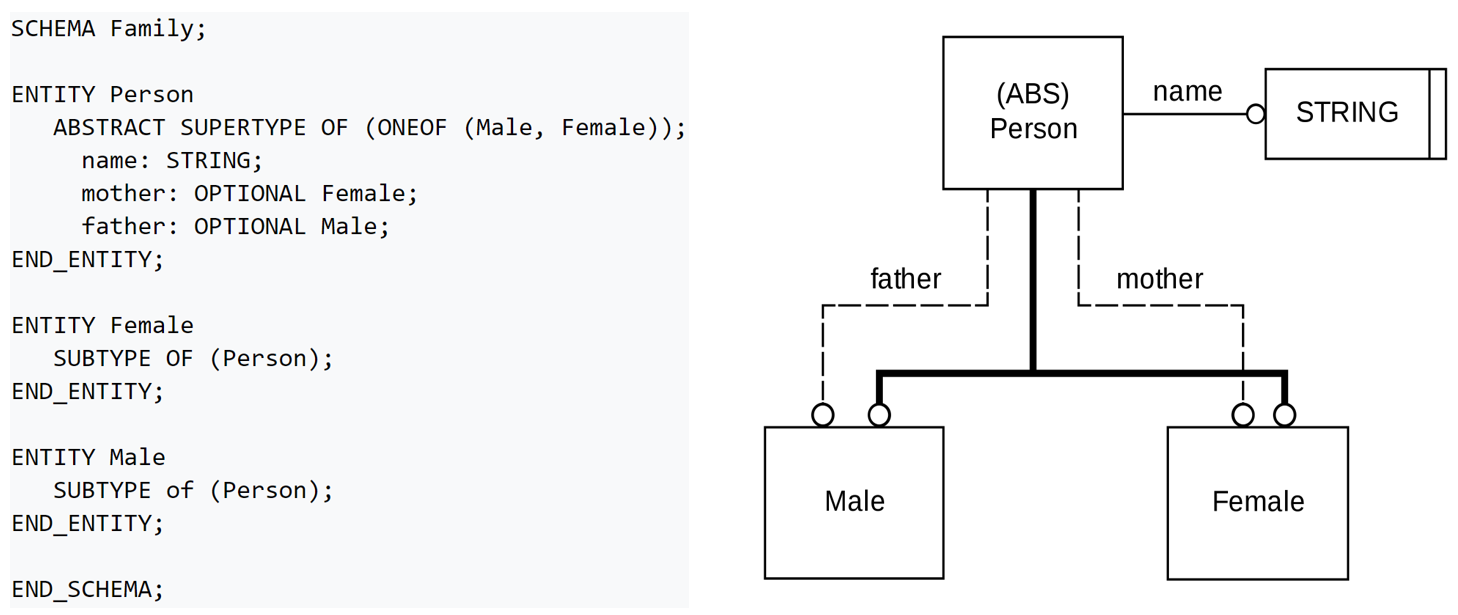 SCHEMA Family;
ENTITY Person
ABSTRACT SUPERTYPE OF (ONEOF (Male, Female));
name: STRING;
mother: OPTIONAL Female;
father: OPTIONAL Male;
END_ENTITY;
ENTITY Female
SUBTYPE OF (Person);
END_ENTITY;
ENTITY Male
SUBTYPE of (Person);
END_ENTITY;
END_SCHEMA;
(ABS)
Person
name
STRING
father
mother
Male
Female